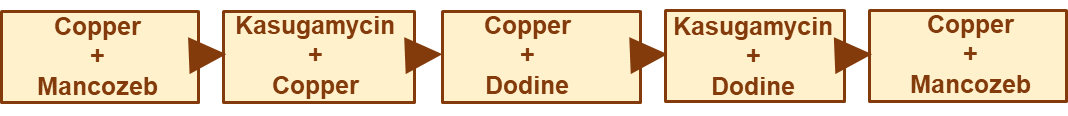 Copper
+
Mancozeb
Kasugamycin
+
Copper
Copper
+
Dodine
Kasugamycin
+
Dodine
Copper
+
Mancozeb